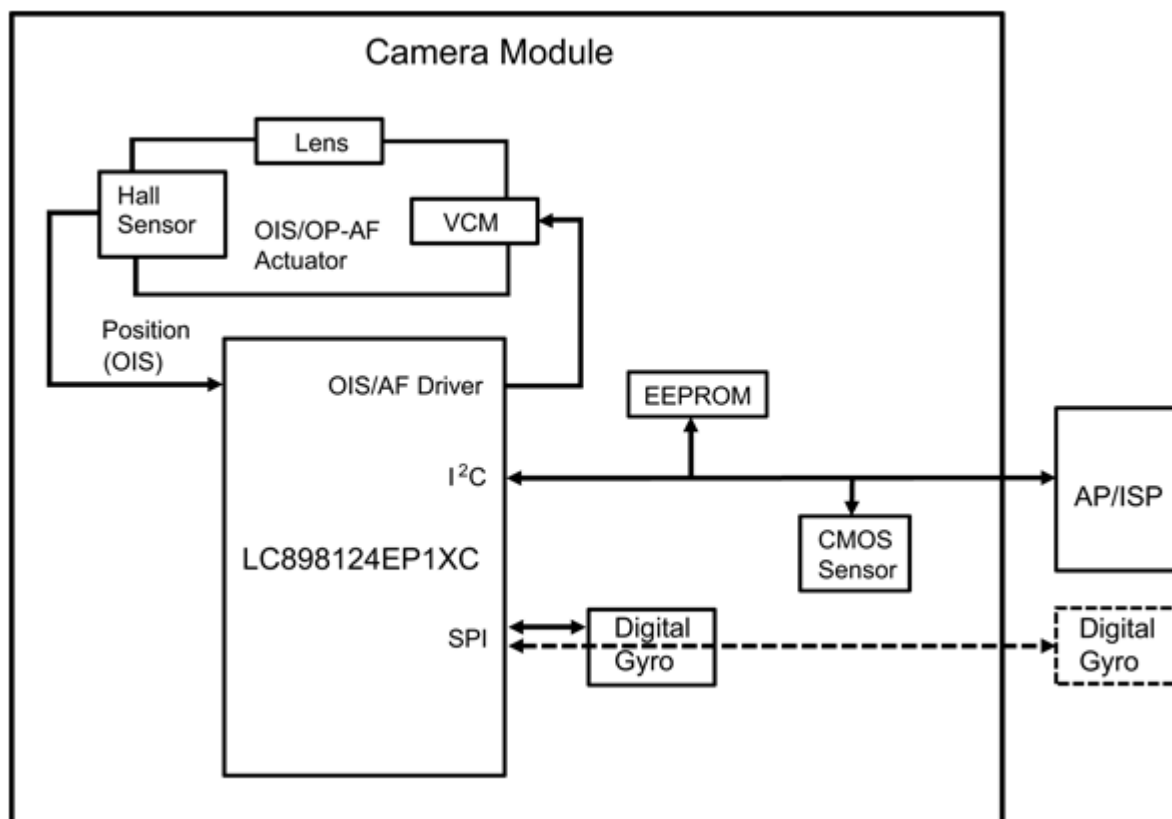 Camera Module
Lens
Hall
Sensor
VCM
OIS/OP-AF
Actuator
Position
(OIS)
OIS/AF Driver
EEPROM
I²C
AP/ISP
CMOS
Sensor
LC898124EP1XC
SPI
Digital
Gyro
Digital
Gyro